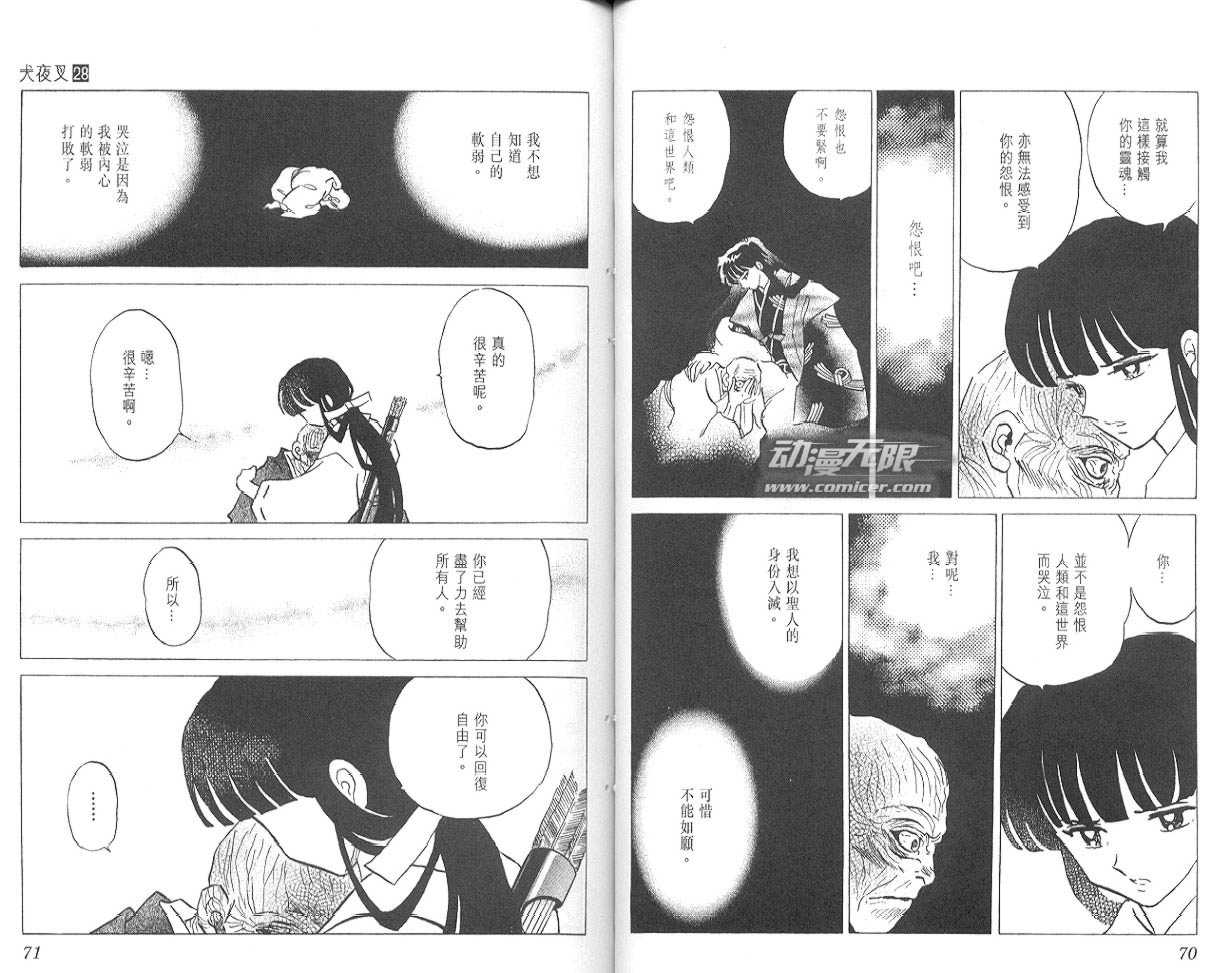 就算我
這樣接觸
你的靈魂…
亦無法感受到
你的怨恨。
怨恨吧…
怨恨也
不要緊啊。
怨恨人類
和這世界吧。
动漫无限
www.comicer.com
你…
並不是怨恨
人類和這世界
而哭泣。
對呢…
我…
我想以聖人的
身份入滅。
可惜
不能如願。
70
犬夜叉 28
我不想
知道
自己的
軟弱。
哭泣是因為
我被內心
的軟弱
打敗了。
真的
很辛苦呢。
嗯…
很辛苦啊。
你已經
盡了力去幫助
所有人。
所以…
你可以回復
自由了。
……
71